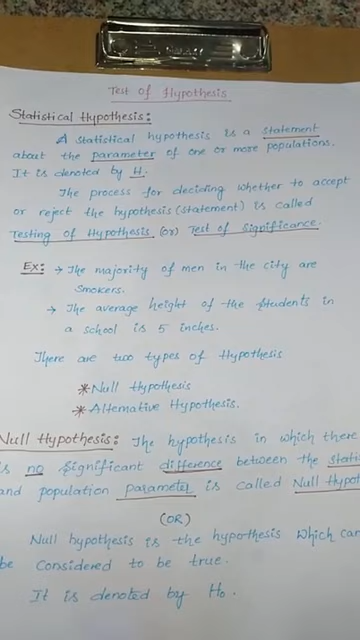 Test of Hypothesis
Statistical Hypothesis:
A statistical hypothesis is a statement
about the parameter of one or more populations.
It is denoted by H.
The process for deciding whether to accept
or reject the hypothesis (statement) is called
Testing of Hypothesis (or) Test of Significance.
Ex: → The majority of men in the city are
smokers.
→ The average height of the students in
a school is 5 inches.
There are two types of Hypothesis
* Null Hypothesis
* Alternative Hypothesis.
Null Hypothesis: The hypothesis in which there
is no significant difference between the
and population parameter is called Null
(OR)
Null hypothesis is the hypothesis which can
be considered to be true.
It is denoted by H₀.